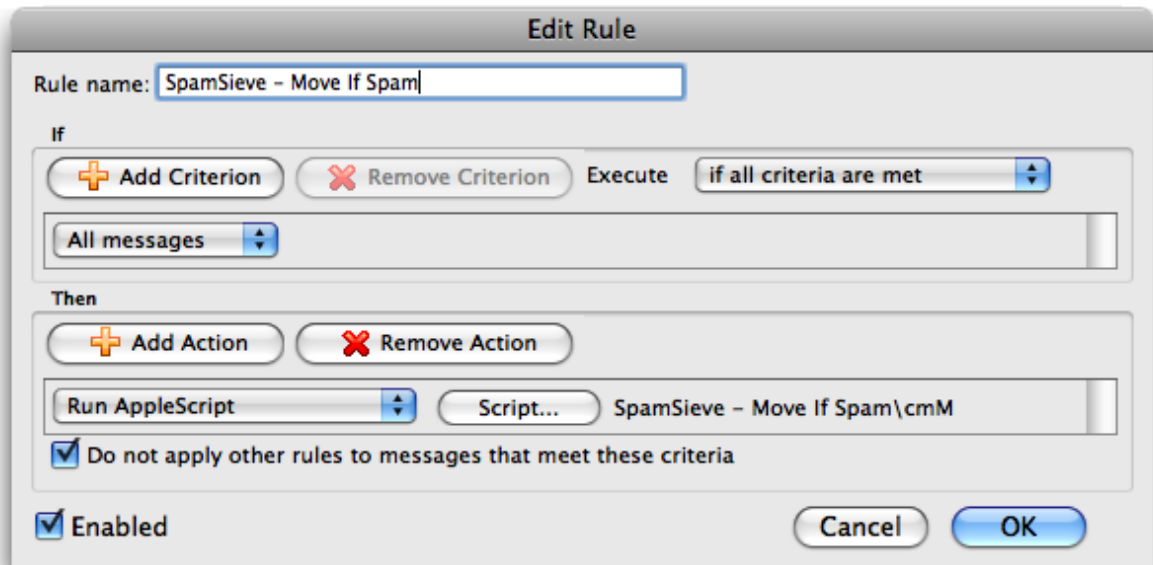 Edit Rule
Rule name: SpamSieve - Move If Spam
If
Add Criterion Remove Criterion Execute if all criteria are met
All messages
Then
Add Action Remove Action
Run AppleScript Script... SpamSieve - Move If Spam\cmM
Do not apply other rules to messages that meet these criteria
Enabled Cancel OK